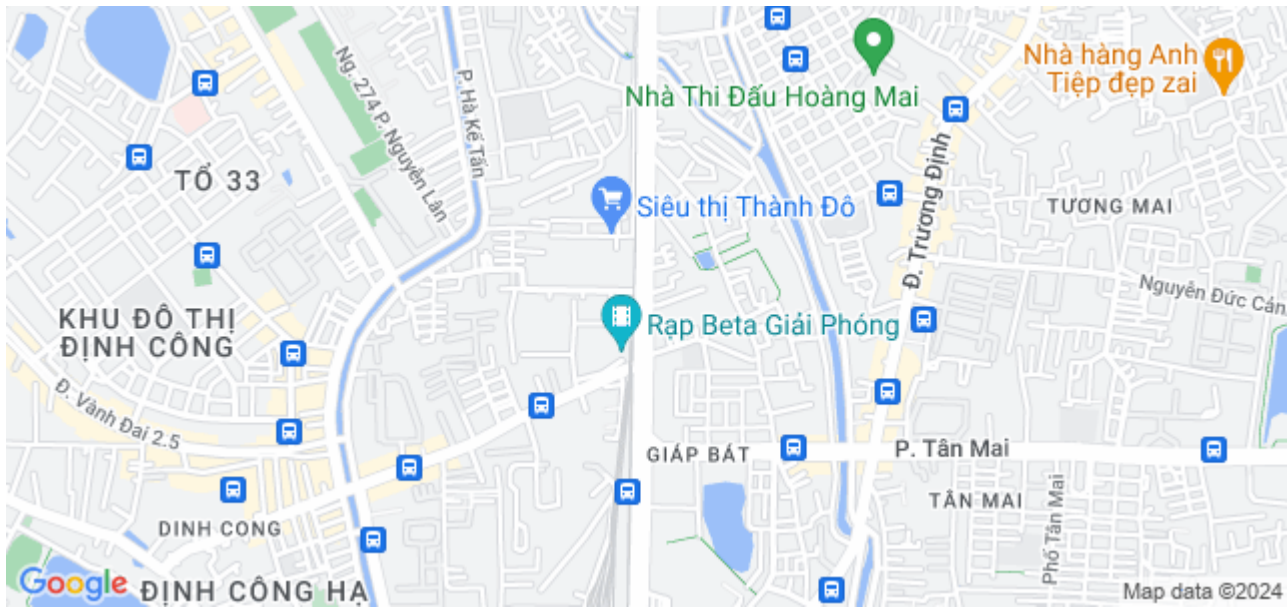 Ng. 274 P. Nguyễn Lân
P. Hà Kế Tấn
Nhà Thi Đấu Hoàng Mai
Nhà hàng Anh
Tiệp đẹp zai
TỔ 33
Siêu thị Thành Đô
Đ. Trương Định
TƯƠNG MAI
Nguyễn Đức Cản
KHU ĐÔ THỊ
ĐỊNH CÔNG
Rạp Beta Giải Phóng
Đ. Vành Đai 2.5
GIÁP BÁT
P. Tân Mai
TÂN MAI
Phố Tân Mai
DINH CONG
Google
ĐỊNH CÔNG HẠ
Map data ©2024